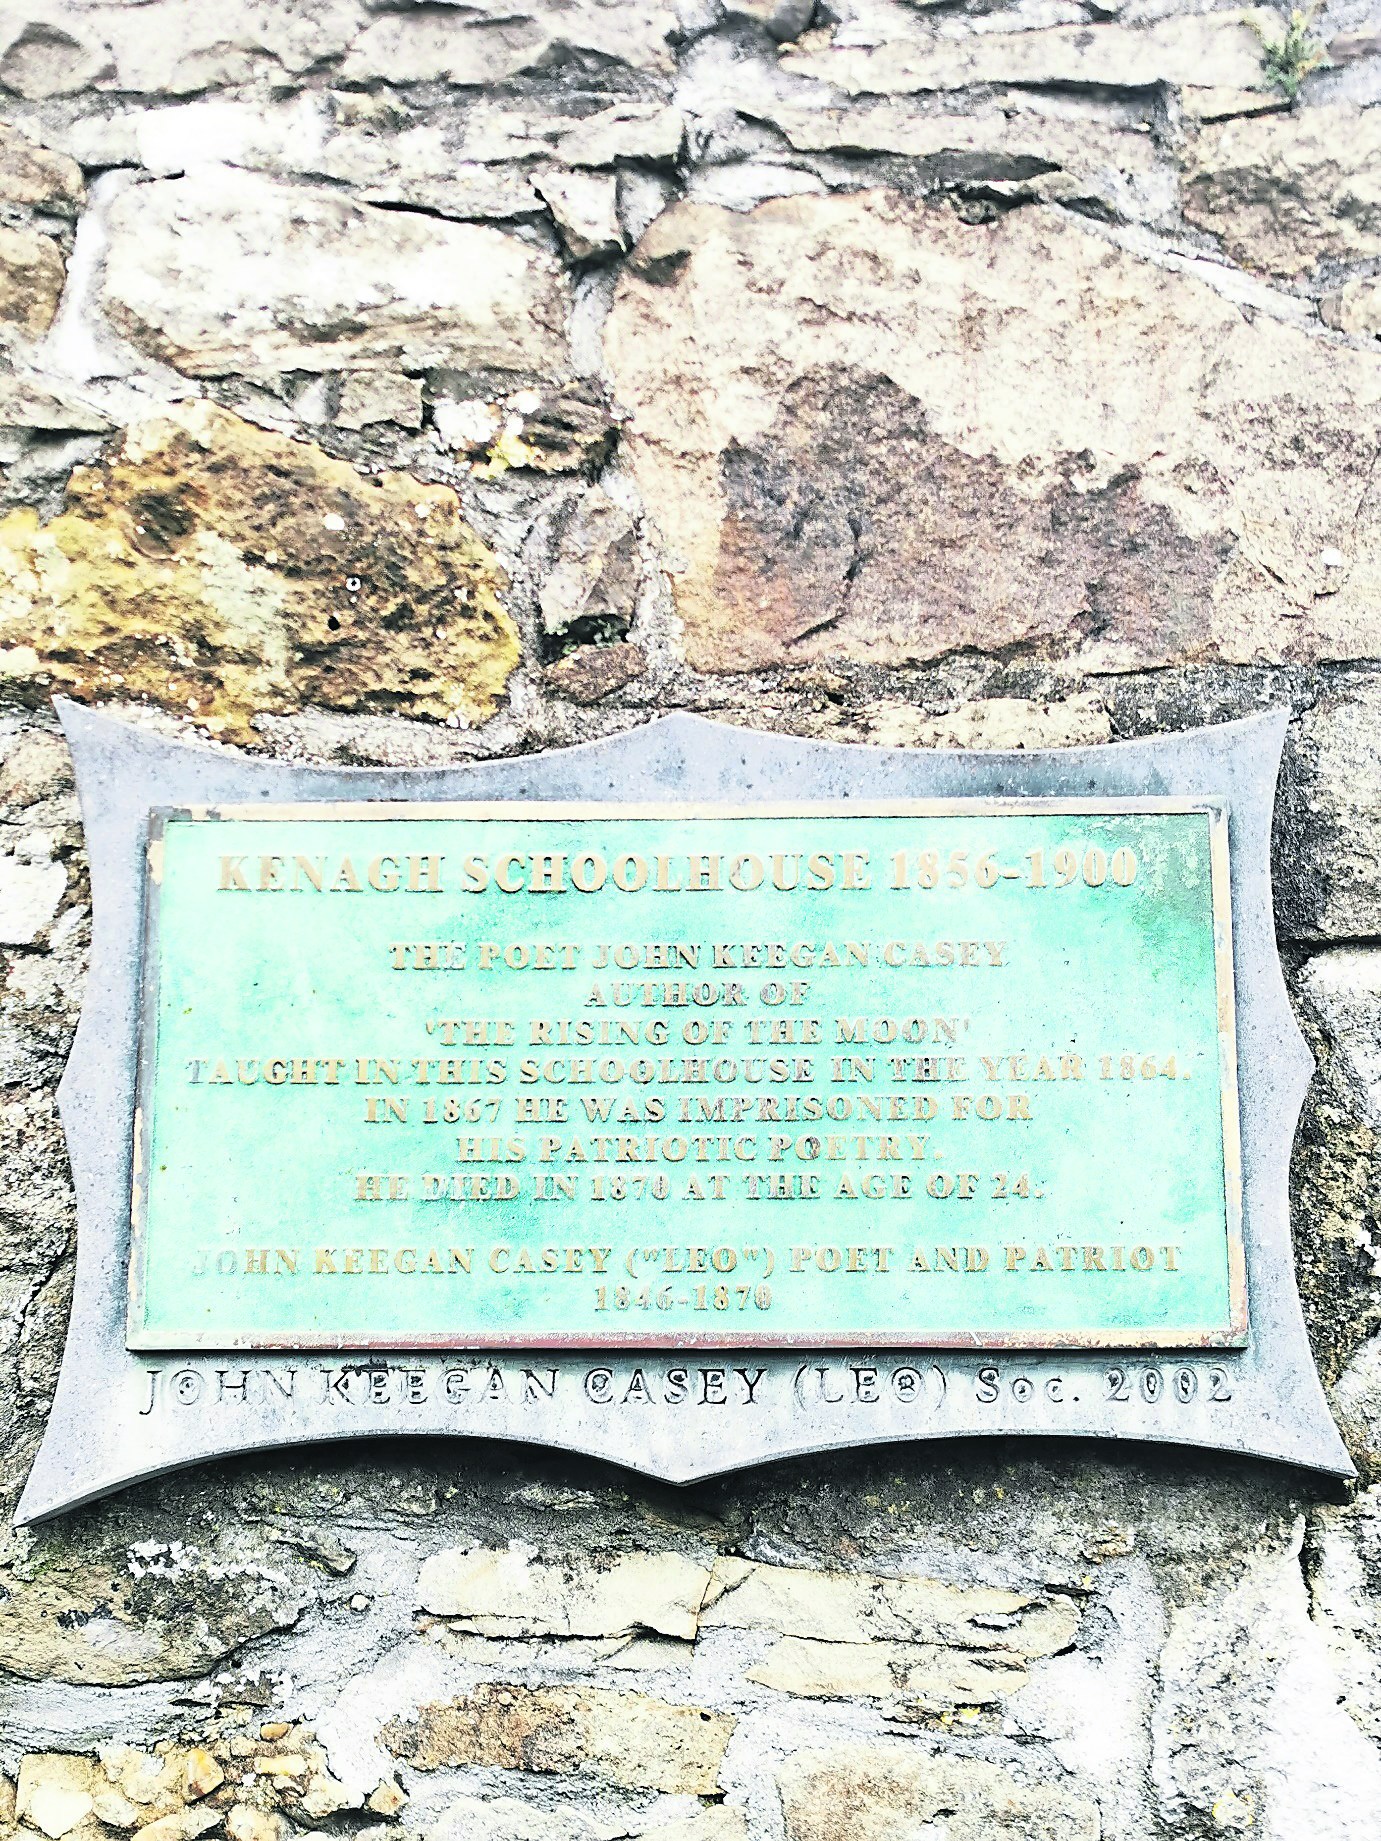 KENAGH SCHOOLHOUSE 1856-1900
THE POET JOHN KEEGAN CASEY
AUTHOR OF
'THE RISING OF THE MOON'
TAUGHT IN THIS SCHOOLHOUSE IN THE YEAR 1864.
IN 1867 HE WAS IMPRISONED FOR
HIS PATRIOTIC POETRY.
HE DIED IN 1870 AT THE AGE OF 24.
JOHN KEEGAN CASEY ("LEO") POET AND PATRIOT
1846-1870
JOHN KEEGAN CASEY (LEO) Soc. 2002